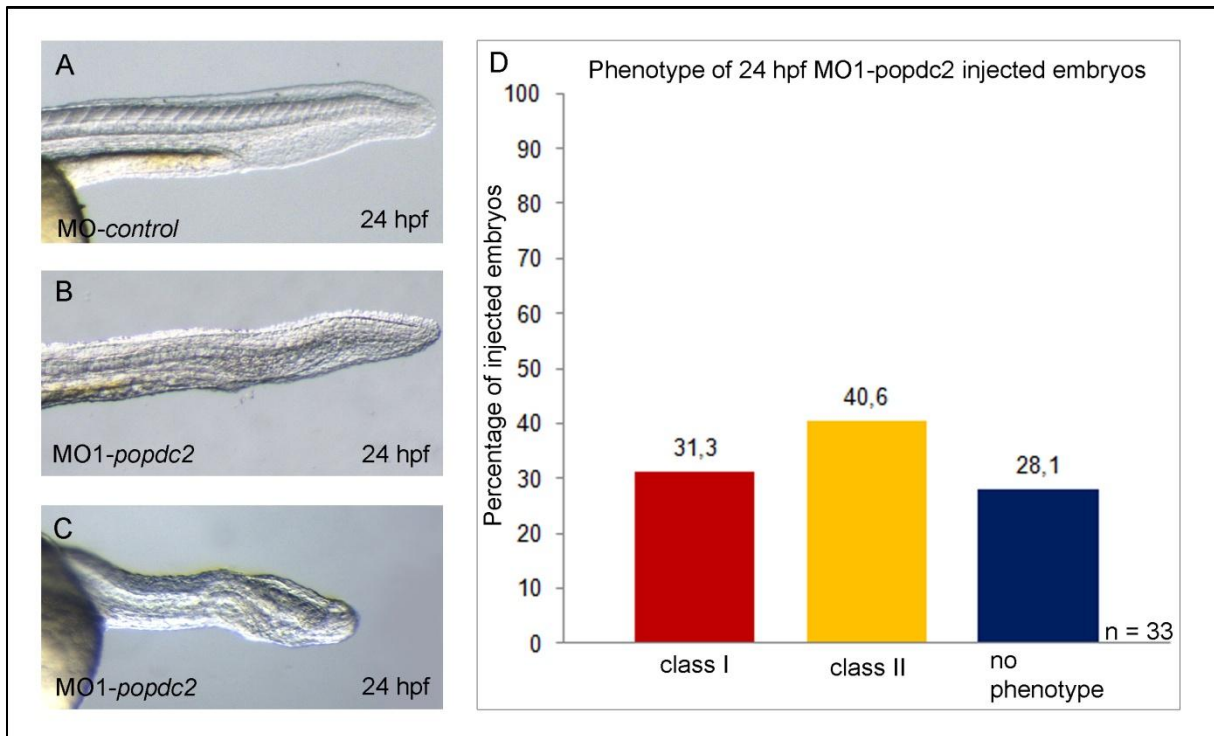 A
MO-control 24 hpf
B
MO1-popdc2 24 hpf
C
MO1-popdc2 24 hpf
D
Phenotype of 24 hpf MO1-popdc2 injected embryos
Percentage of injected embryos
100
90
80
70
60
50
40
30
20
10
0
31,3
40,6
28,1
class I
class II
no
phenotype
n = 33